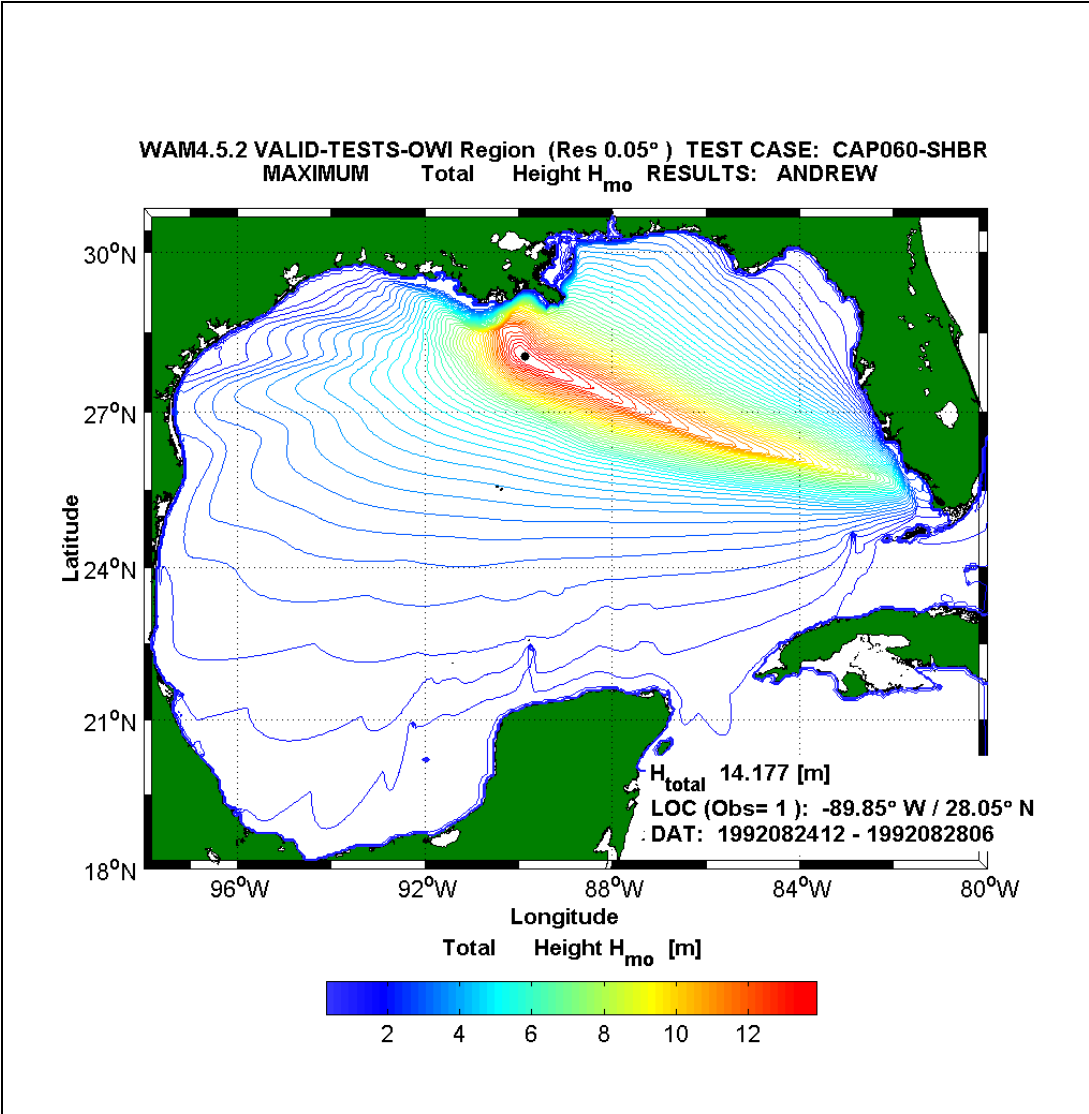 WAM4.5.2 VALID-TESTS-OWI Region (Res 0.05° ) TEST CASE: CAP060-SHBR
MAXIMUM Total Height Hmo RESULTS: ANDREW
30°N
27°N
24°N
21°N
18°N
Latitude
Htotal 14.177 [m]
LOC (Obs= 1 ): -89.85° W / 28.05° N
DAT: 1992082412 - 1992082806
96°W 92°W 88°W 84°W 80°W
Longitude
Total Height Hmo [m]
2 4 6 8 10 12